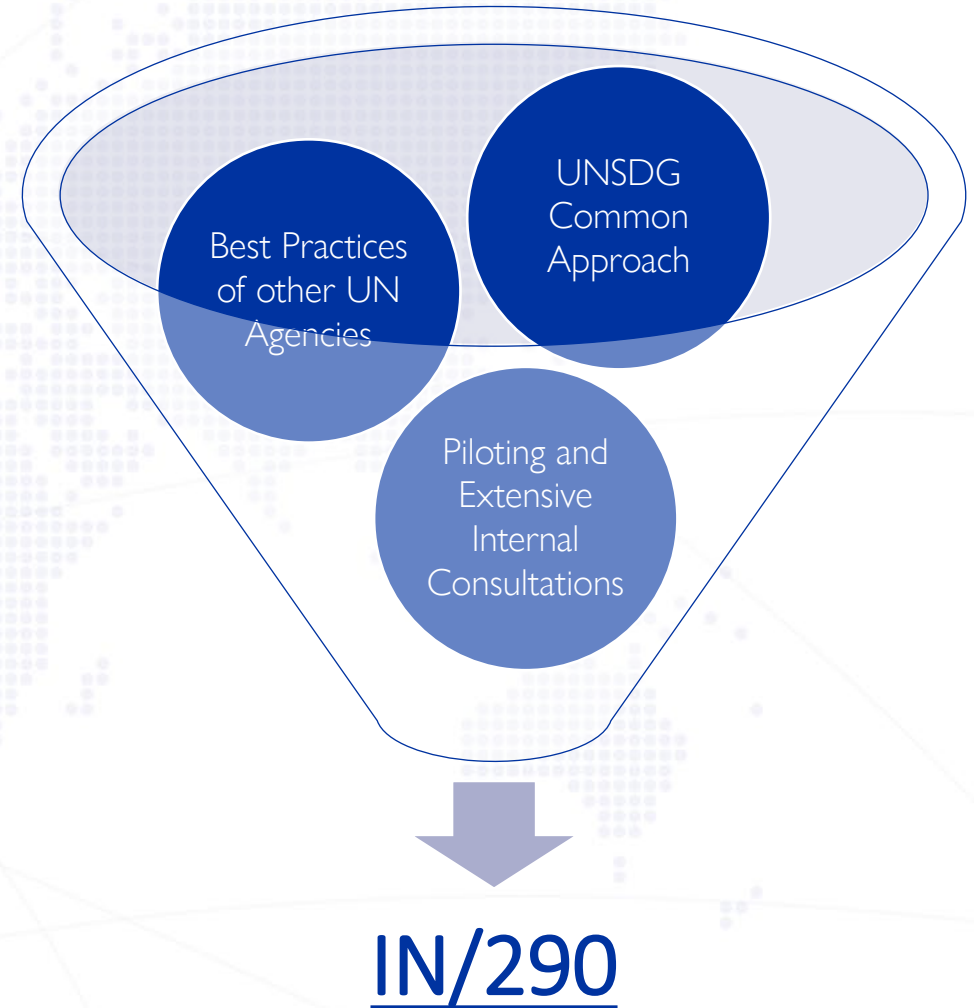 UNSDG
Common
Approach
Best Practices
of other UN
Agencies
Piloting and
Extensive
Internal
Consultations
IN/290